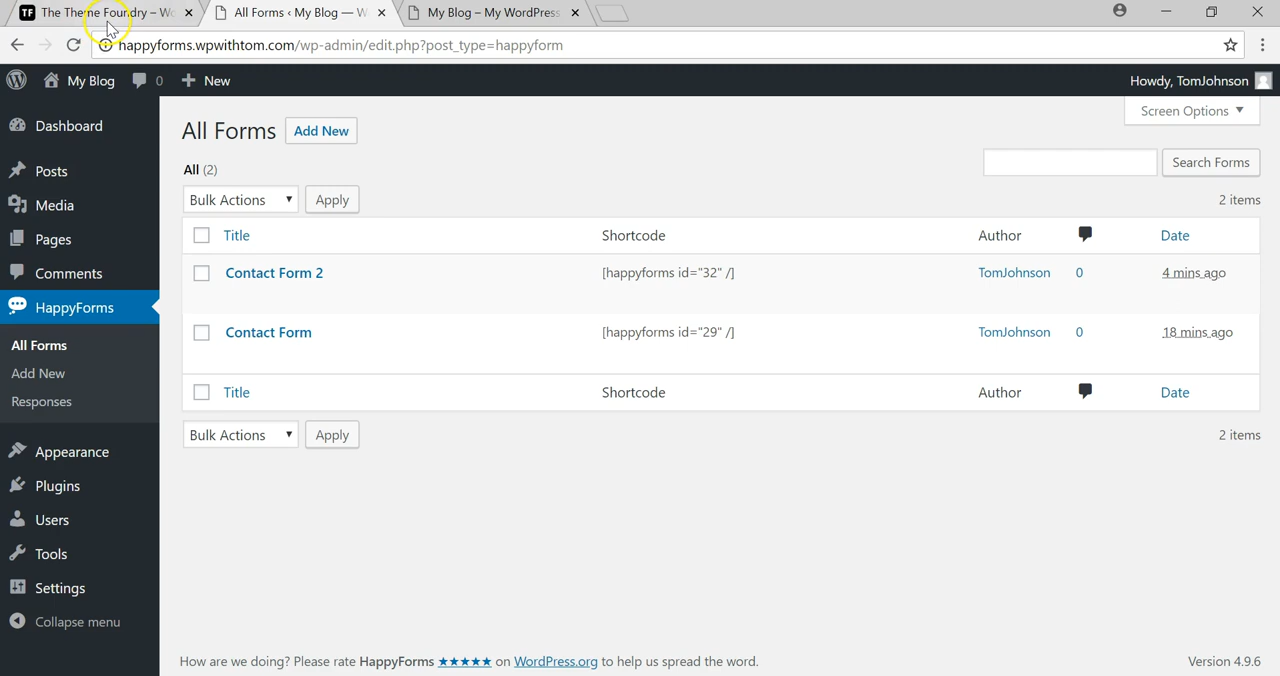 TF The Theme Foundry – Wo
All Forms ‹ My Blog — W
My Blog – My WordPress
happyforms.wpwithtom.com/wp-admin/edit.php?post_type=happyform
My Blog 0 New
Howdy, TomJohnson
Dashboard
Posts
Media
Pages
Comments
HappyForms
All Forms
Add New
Responses
Appearance
Plugins
Users
Tools
Settings
Collapse menu
Screen Options
All Forms Add New
All (2)
Search Forms
Bulk Actions Apply
2 items
Title Shortcode Author Date
Contact Form 2 [happyforms id="32" /] TomJohnson 0 4 mins ago
Contact Form [happyforms id="29" /] TomJohnson 0 18 mins ago
Title Shortcode Author Date
Bulk Actions Apply
2 items
How are we doing? Please rate HappyForms ★★★★★ on WordPress.org to help us spread the word.
Version 4.9.6